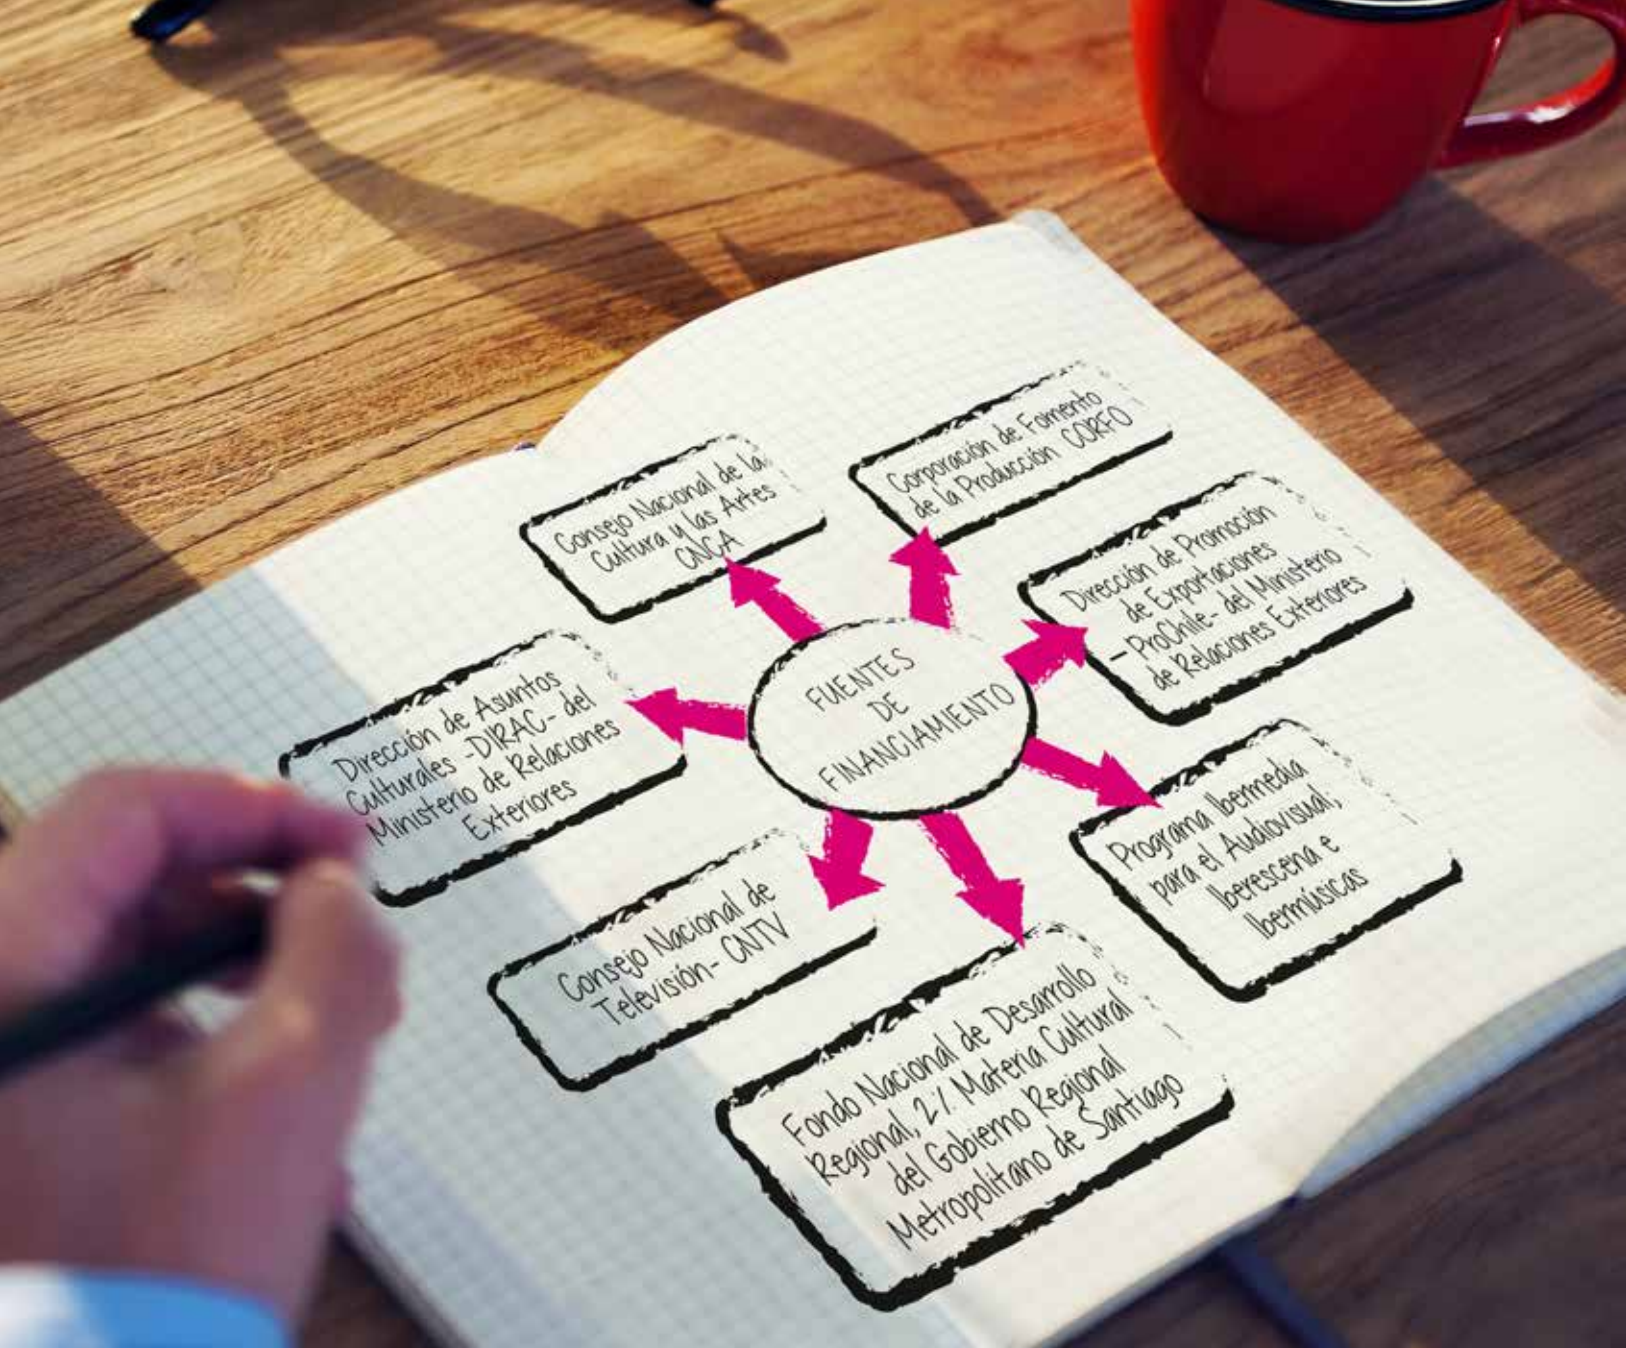 Consejo Nacional de la
Cultura y las Artes
CNCA
Corporación de Fomento
de la Producción CORFO
Dirección de Promoción
de Exportaciones
- ProChile- del Ministerio
de Relaciones Exteriores
FUENTES
DE
FINANCIAMIENTO
Dirección de Asuntos
Culturales -DIRAC- del
Ministerio de Relaciones
Exteriores
Programa Ibermedia
para el Audiovisual;
Iberescena e
Ibermúsicas
Consejo Nacional de
Televisión- CNTV
Fondo Nacional de Desarrollo
Regional, 2% Materia Cultural
del Gobierno Regional
Metropolitano de Santiago